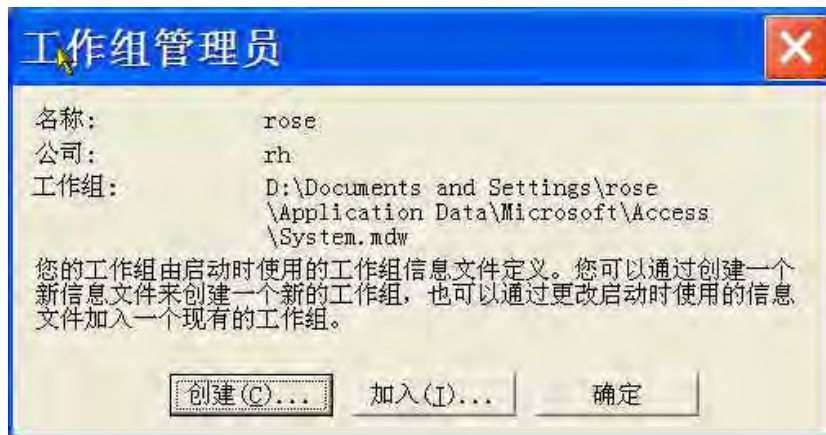 工作组管理员
名称: rose
公司: rh
工作组: D:\Documents and Settings\rose
\Application Data\Microsoft\Access
\System.mdw
您的工作组由启动时使用的工作组信息文件定义。您可以通过创建一个
新信息文件来创建一个新的工作组，也可以通过更改启动时使用的信息
文件加入一个现有的工作组。
创建(C)... 加入(I)... 确定